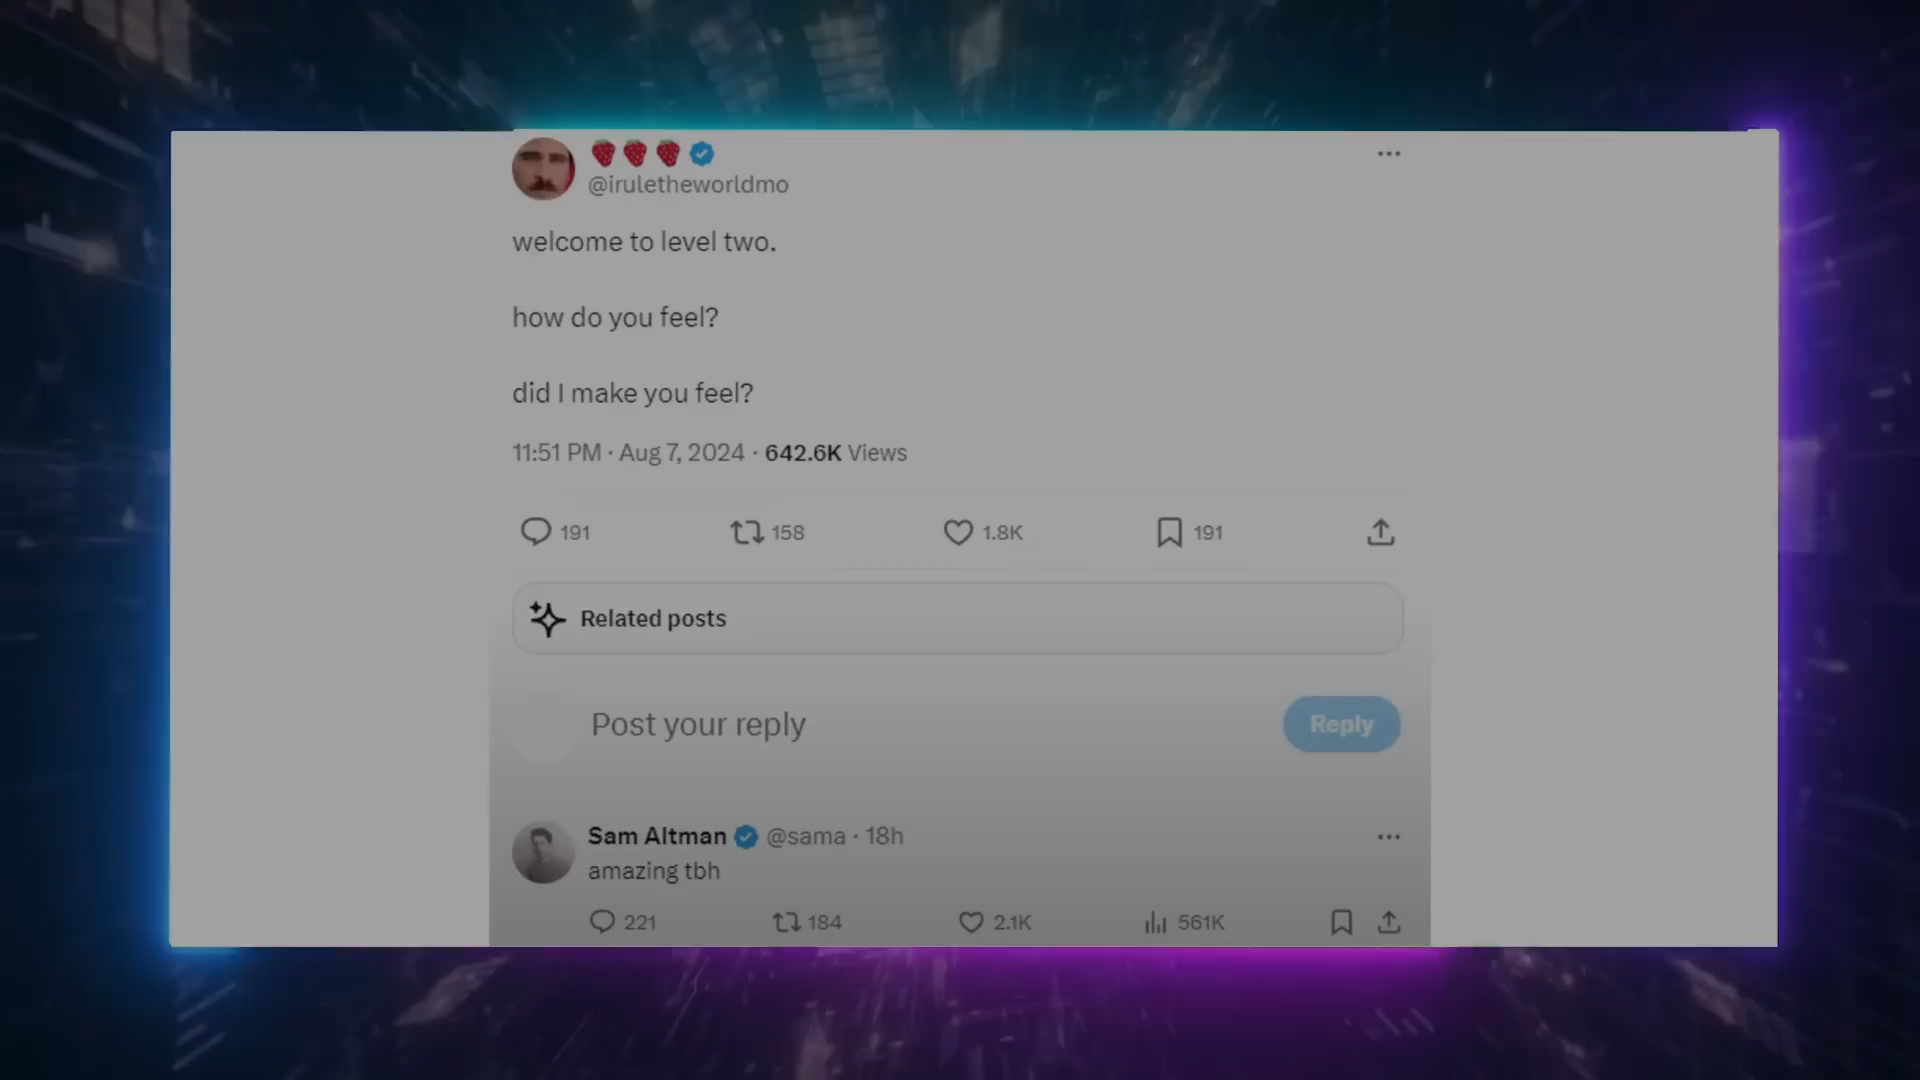 🍓🍓🍓
@iruletheworldmo
welcome to level two.
how do you feel?
did I make you feel?
11:51 PM · Aug 7, 2024 · 642.6K Views
191 158 1.8K 191
Related posts
Post your reply
Reply
Sam Altman @sama · 18h
amazing tbh
221 184 2.1K 561K